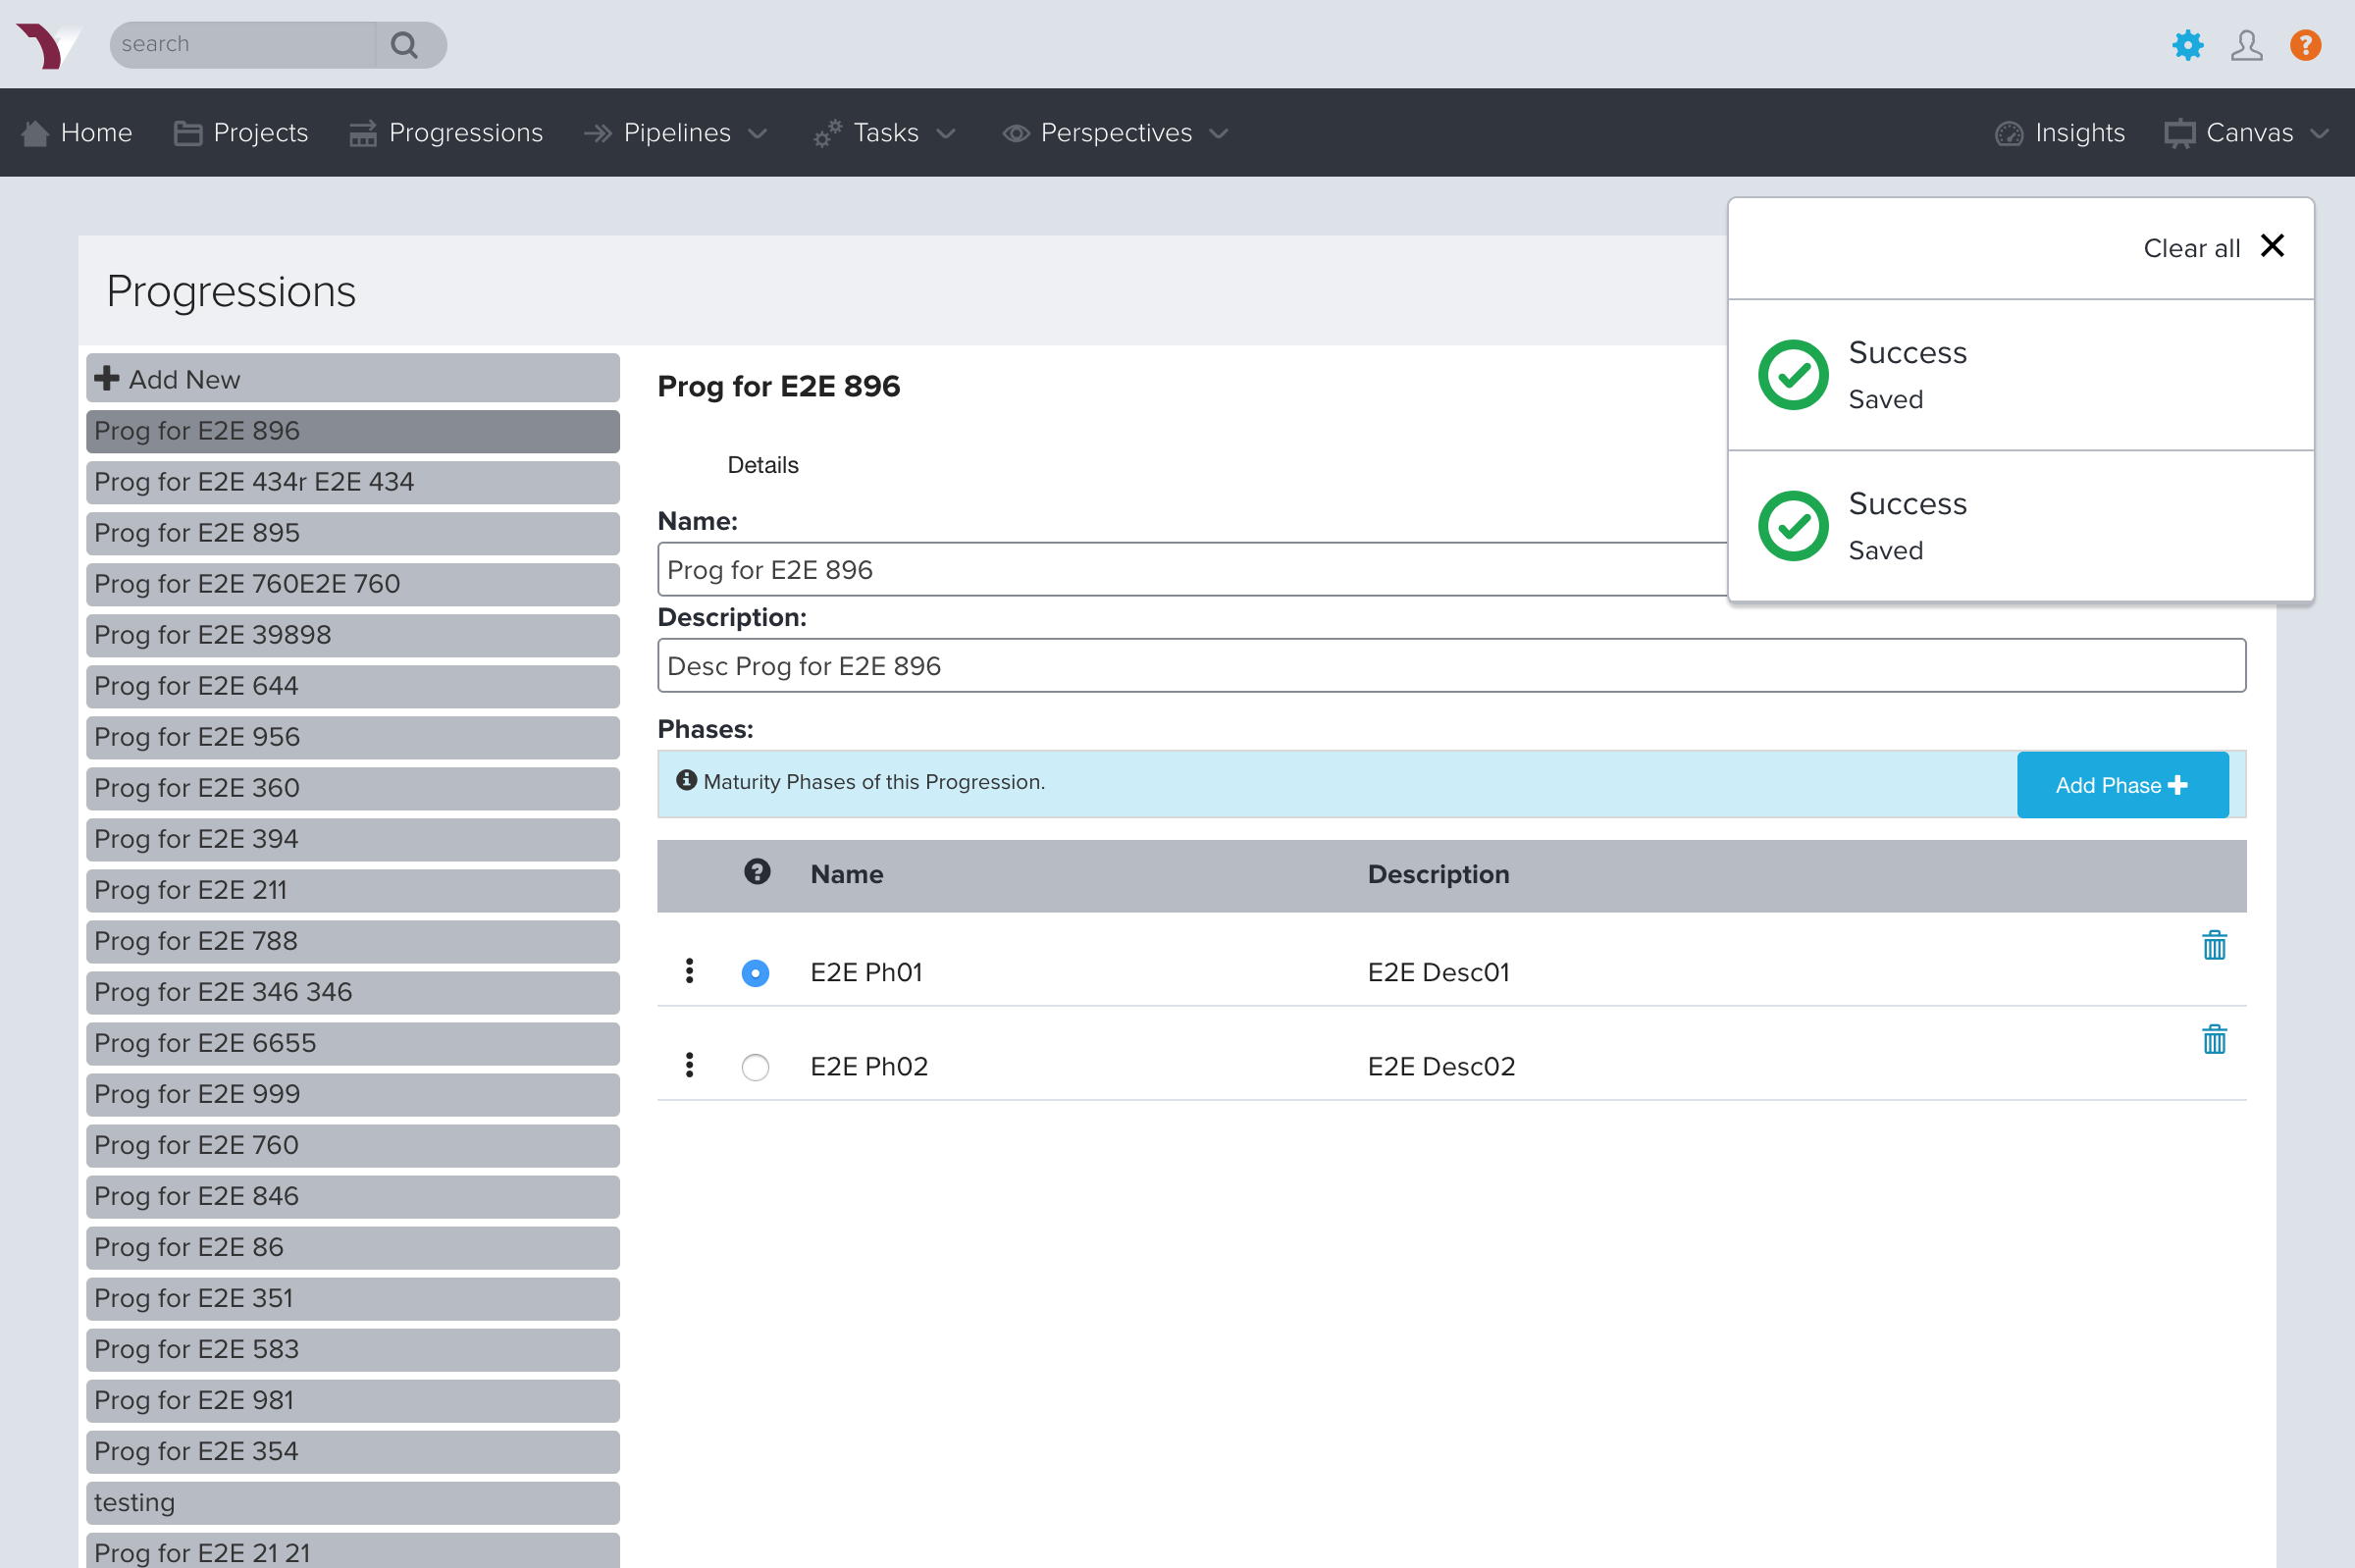 search
Home
Projects
Progressions
Pipelines
Tasks
Perspectives
Insights
Canvas
Clear all
Success
Saved
Success
Saved
Progressions
Add New
Prog for E2E 896
Prog for E2E 434r E2E 434
Prog for E2E 895
Prog for E2E 760E2E 760
Prog for E2E 39898
Prog for E2E 644
Prog for E2E 956
Prog for E2E 360
Prog for E2E 394
Prog for E2E 211
Prog for E2E 788
Prog for E2E 346 346
Prog for E2E 6655
Prog for E2E 999
Prog for E2E 760
Prog for E2E 846
Prog for E2E 86
Prog for E2E 351
Prog for E2E 583
Prog for E2E 981
Prog for E2E 354
testing
Prog for E2E 21 21
Prog for E2E 896
Details
Name:
Prog for E2E 896
Description:
Desc Prog for E2E 896
Phases:
Maturity Phases of this Progression.
Add Phase
Name Description
E2E Ph01 E2E Desc01
E2E Ph02 E2E Desc02